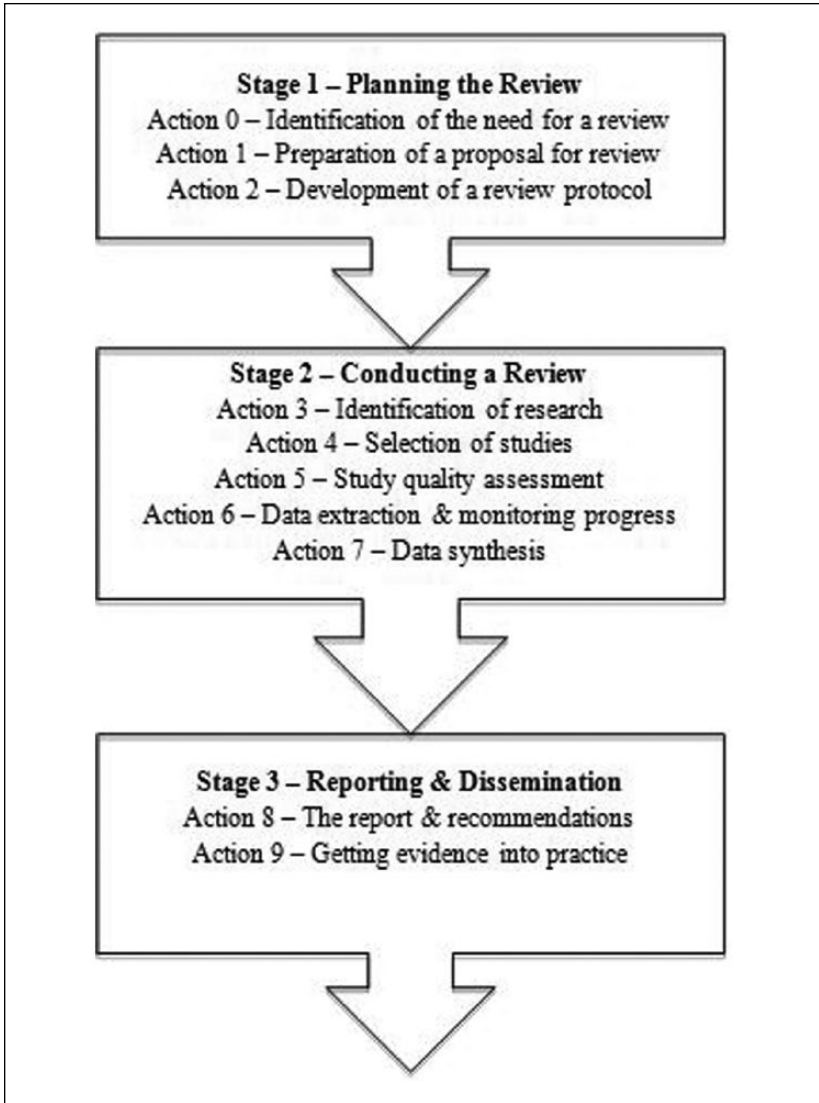 Stage 1 – Planning the Review
Action 0 – Identification of the need for a review
Action 1 – Preparation of a proposal for review
Action 2 – Development of a review protocol
Stage 2 – Conducting a Review
Action 3 – Identification of research
Action 4 – Selection of studies
Action 5 – Study quality assessment
Action 6 – Data extraction & monitoring progress
Action 7 – Data synthesis
Stage 3 – Reporting & Dissemination
Action 8 – The report & recommendations
Action 9 – Getting evidence into practice